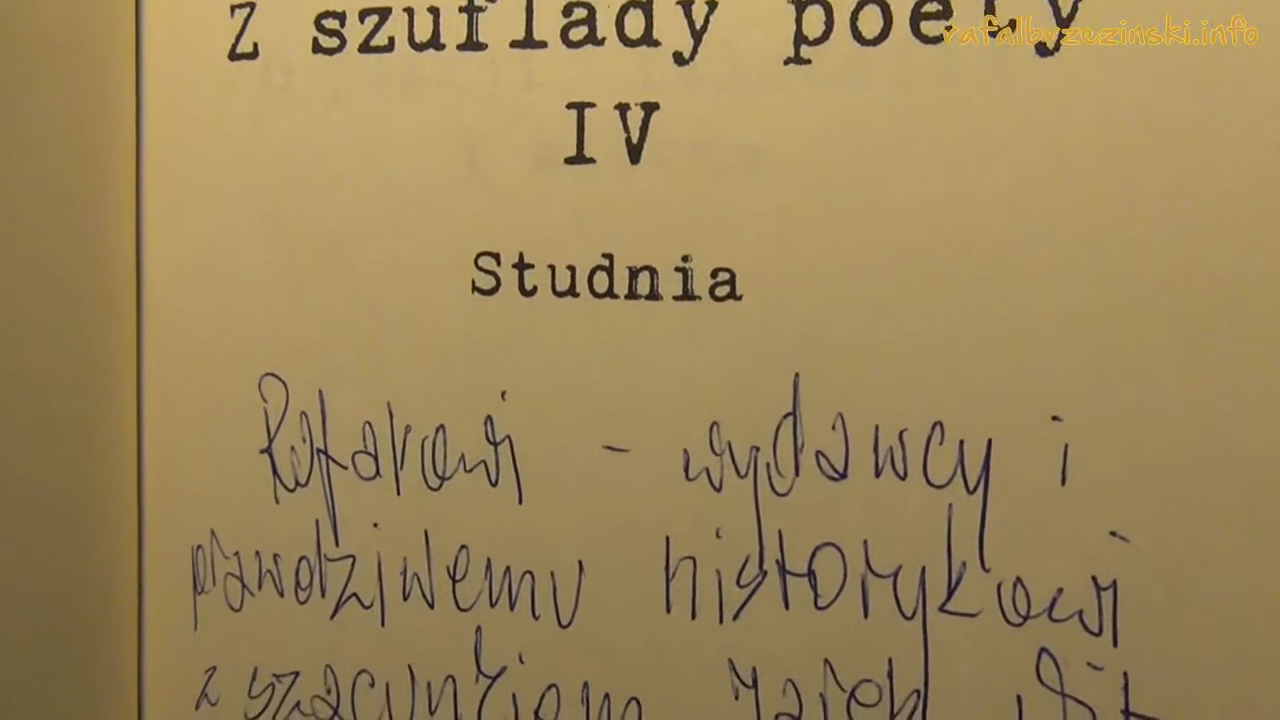 Z szuflady poety
rafalbrzezinski.info
IV
Studnia
Rafałowi - wydawcy i
prawdziwemu historykowi
z szacunkiem